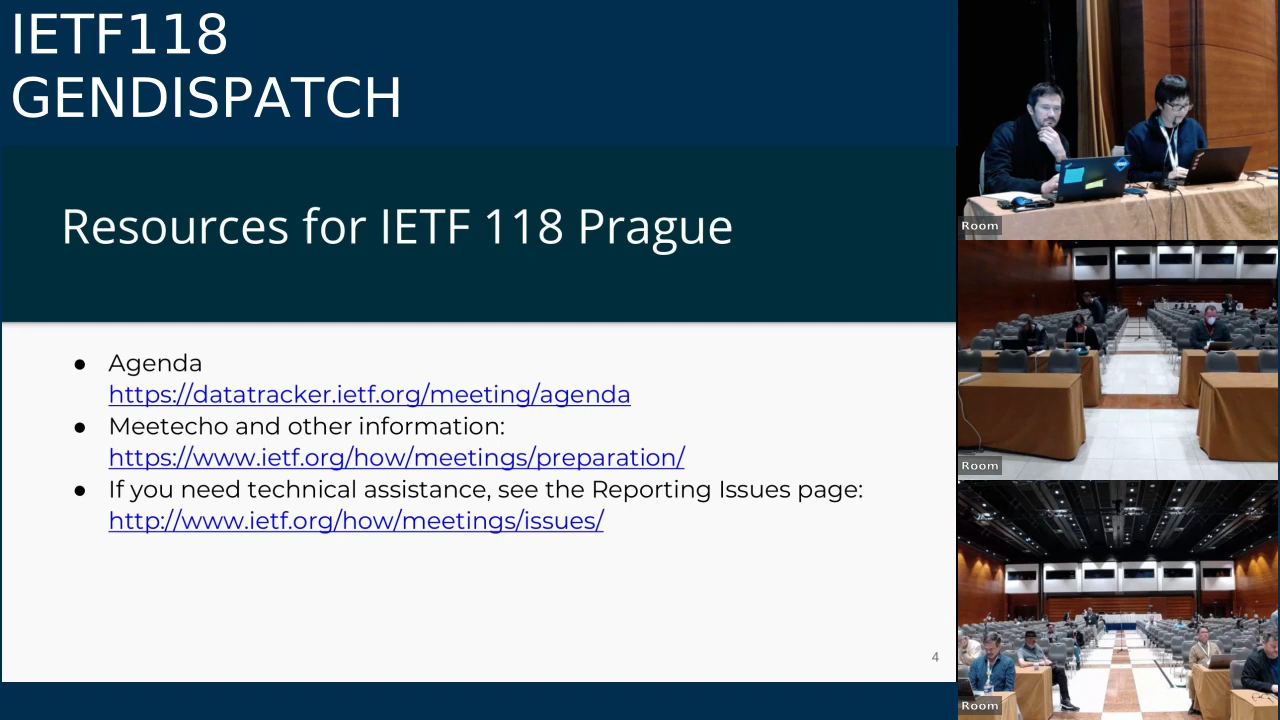 IETF118
GENDISPATCH
Resources for IETF 118 Prague
● Agenda
https://datatracker.ietf.org/meeting/agenda
● Meetecho and other information:
https://www.ietf.org/how/meetings/preparation/
● If you need technical assistance, see the Reporting Issues page:
http://www.ietf.org/how/meetings/issues/
4
Room
Room
Room